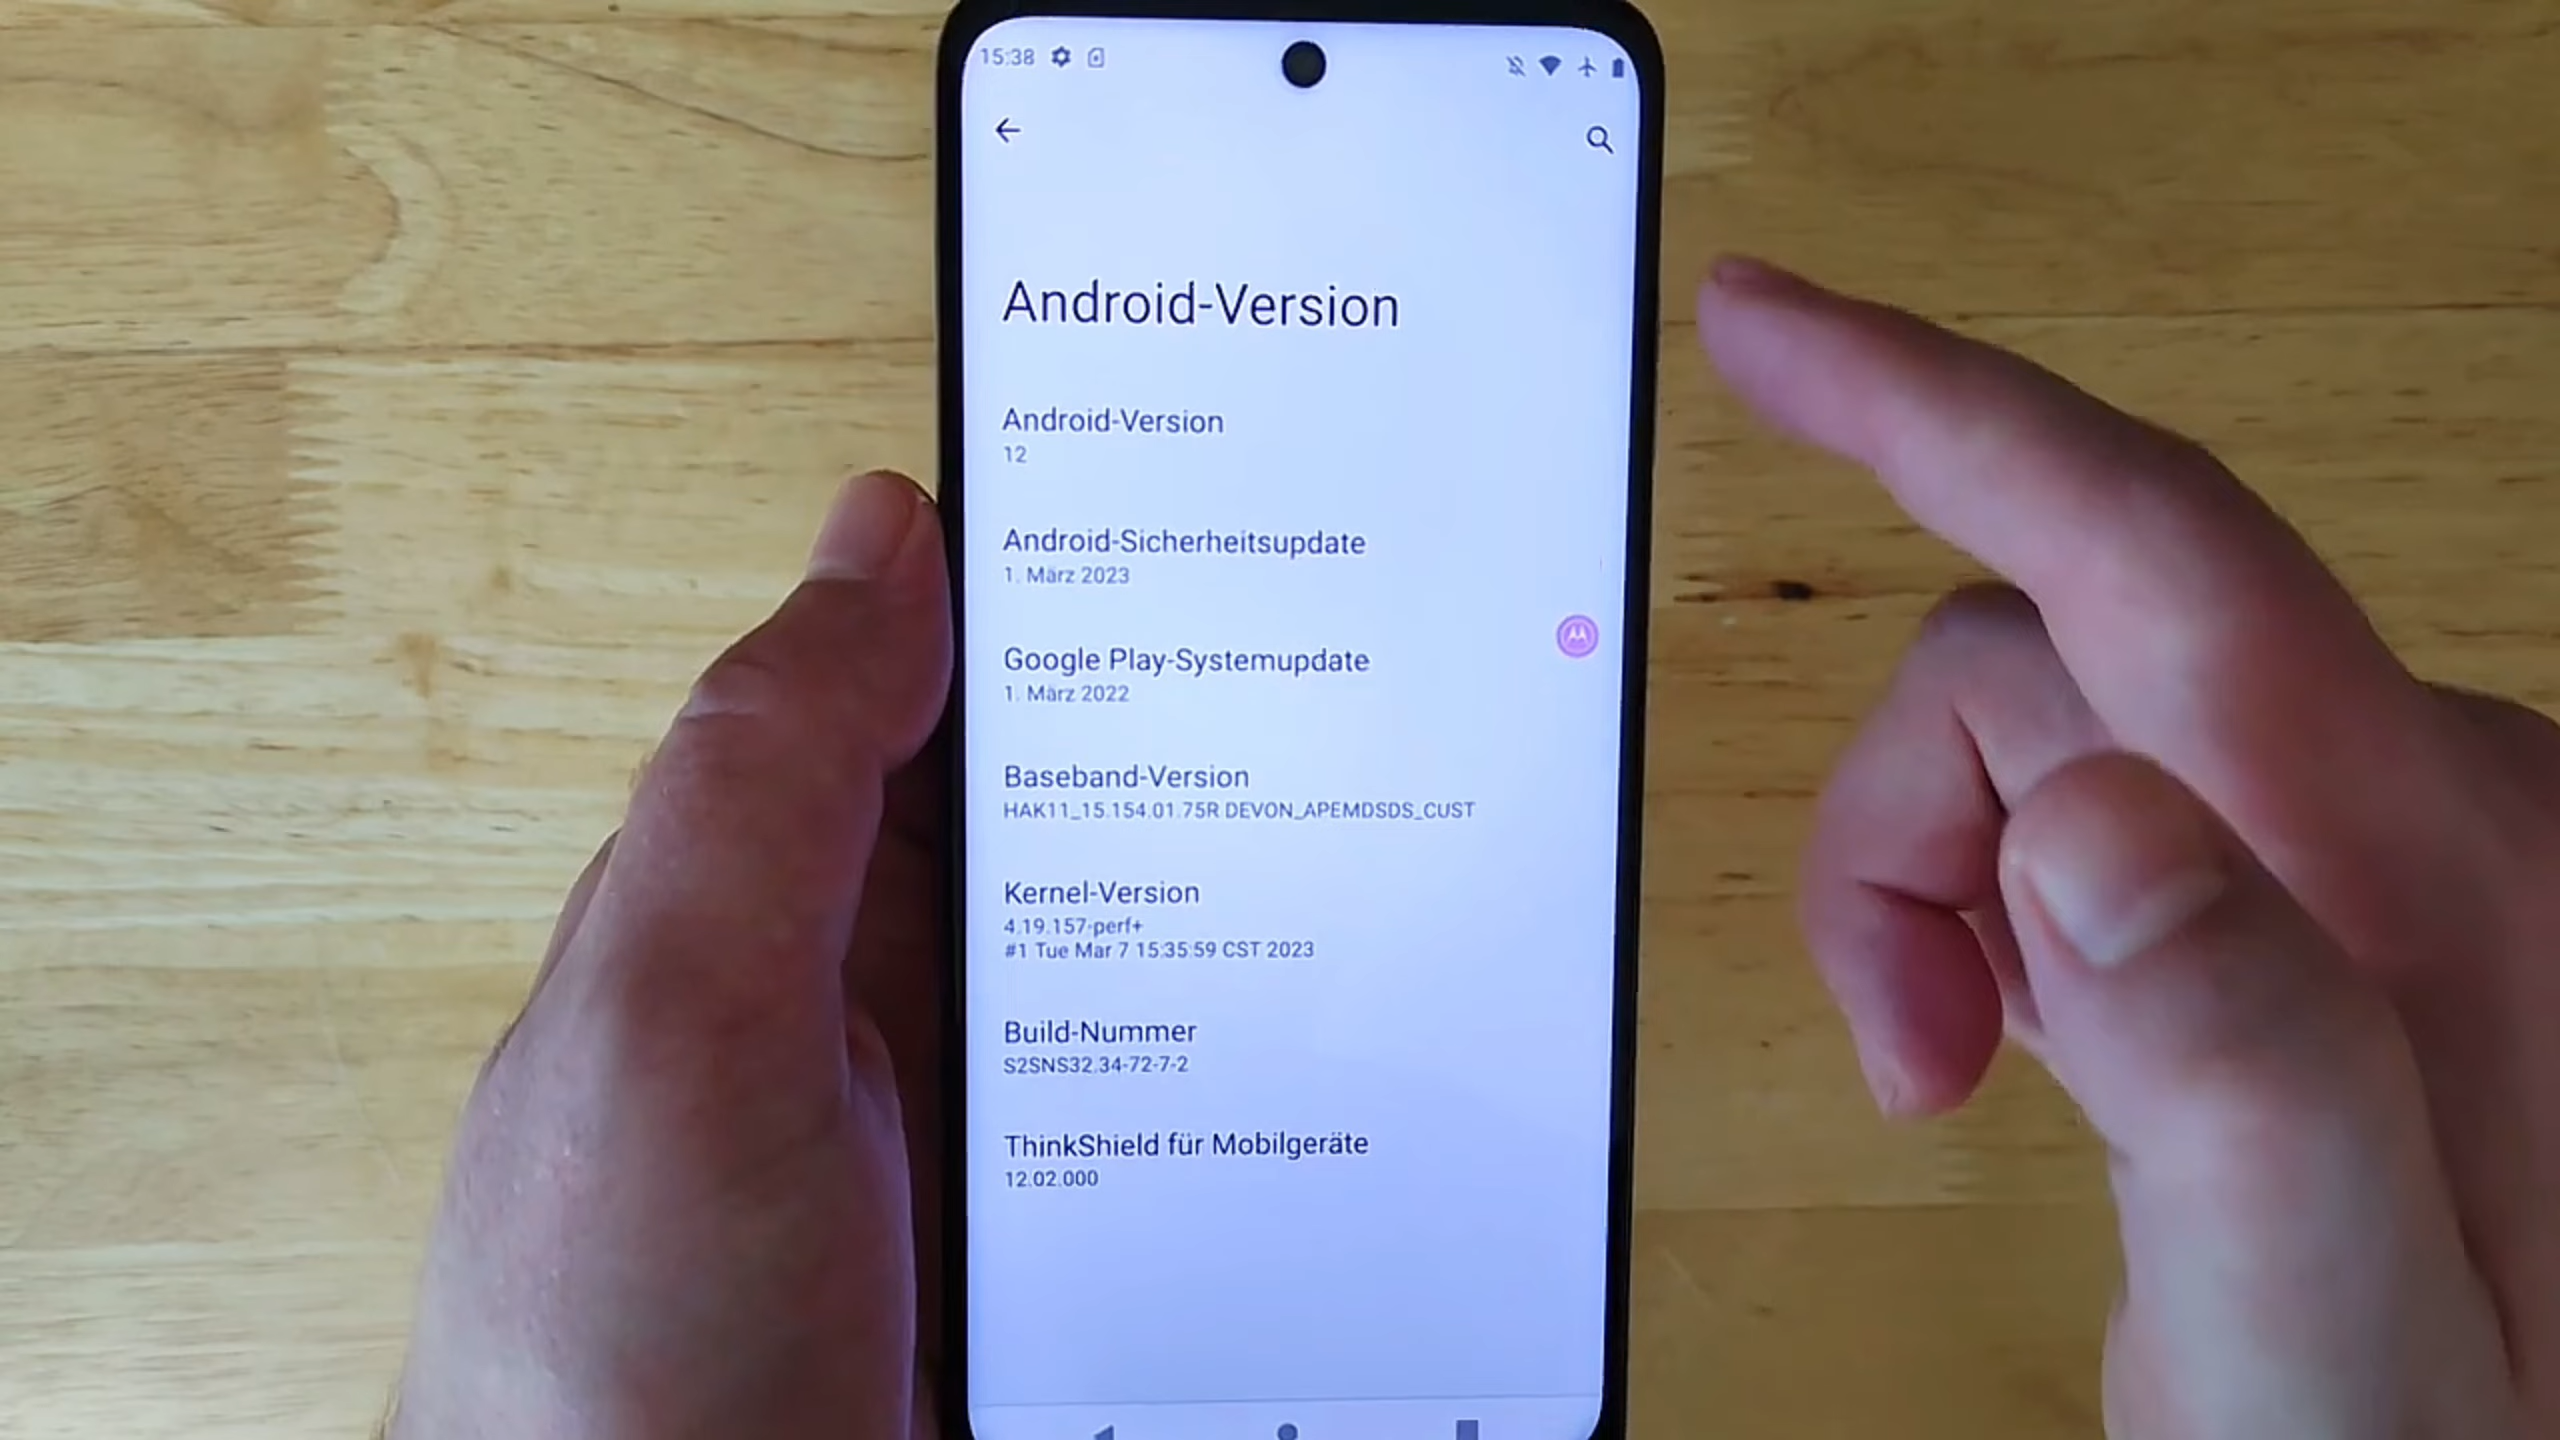 15:38
Android-Version
Android-Version
12
Android-Sicherheitsupdate
1. März 2023
Google Play-Systemupdate
1. März 2022
Baseband-Version
HAK11_15.154.01.75R DEVON_APEMDSDS_CUST
Kernel-Version
4.19.157-perf+
#1 Tue Mar 7 15:35:59 CST 2023
Build-Nummer
S2SNS32.34-72-7-2
ThinkShield für Mobilgeräte
12.02.000